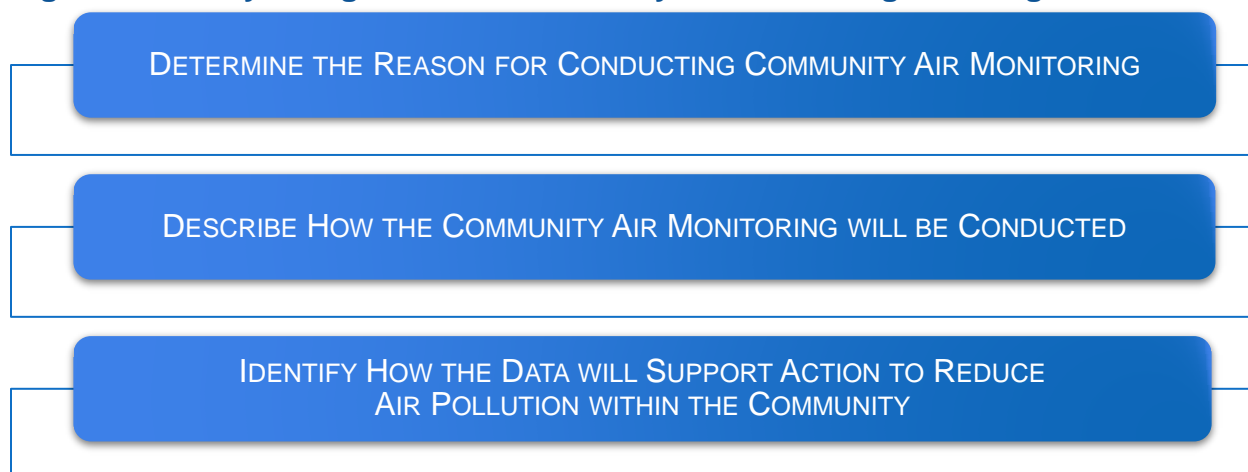 DETERMINE THE REASON FOR CONDUCTING COMMUNITY AIR MONITORING
DESCRIBE HOW THE COMMUNITY AIR MONITORING WILL BE CONDUCTED
IDENTIFY HOW THE DATA WILL SUPPORT ACTION TO REDUCE
AIR POLLUTION WITHIN THE COMMUNITY